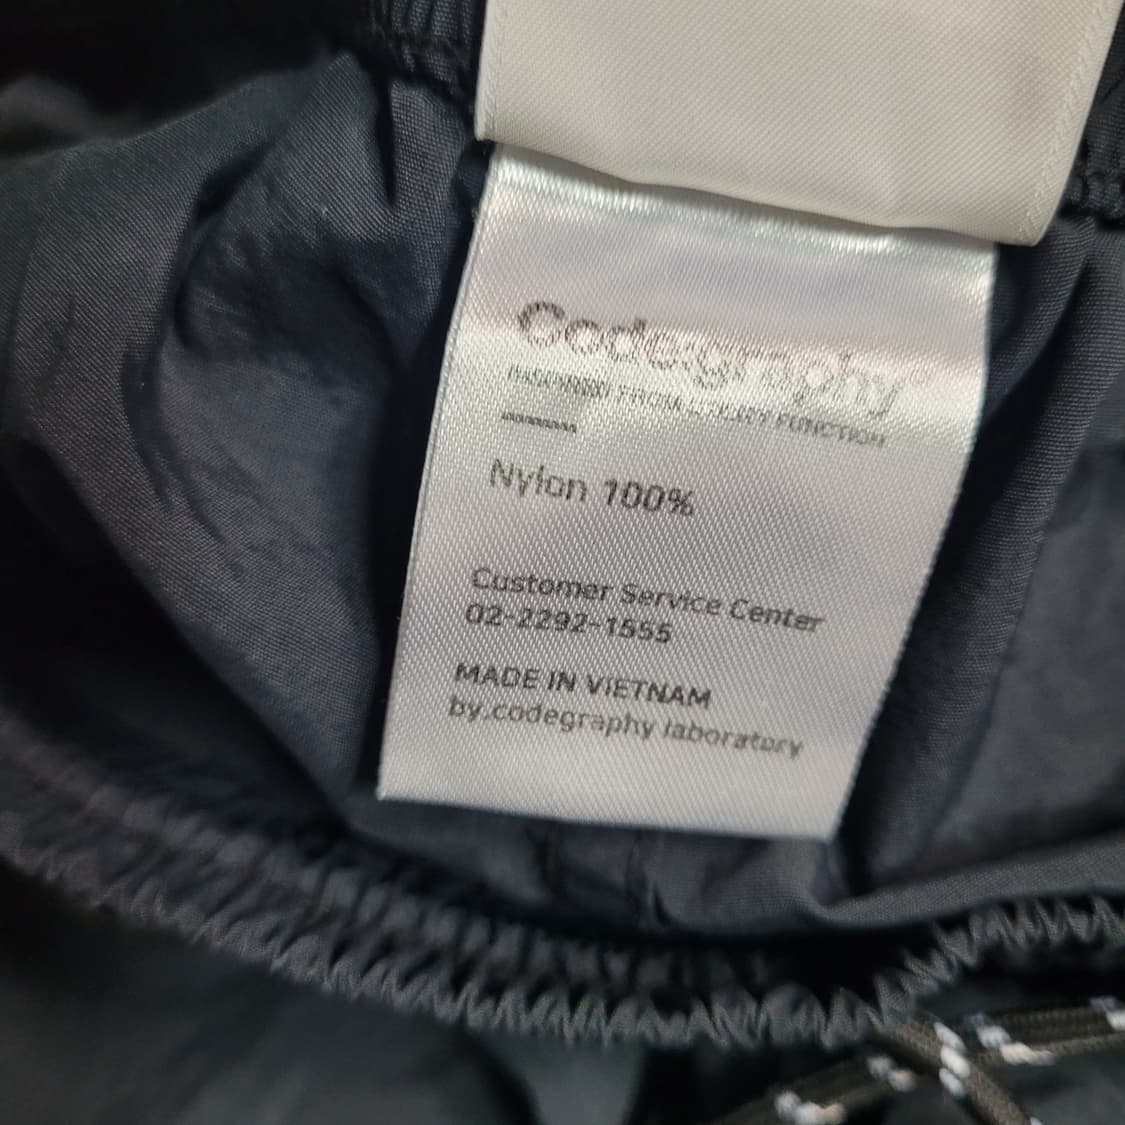 Codegraphy®
FUNCTION
Nylon 100%
Customer Service Center
02-2292-1555
MADE IN VIETNAM
by.codegraphy laboratory